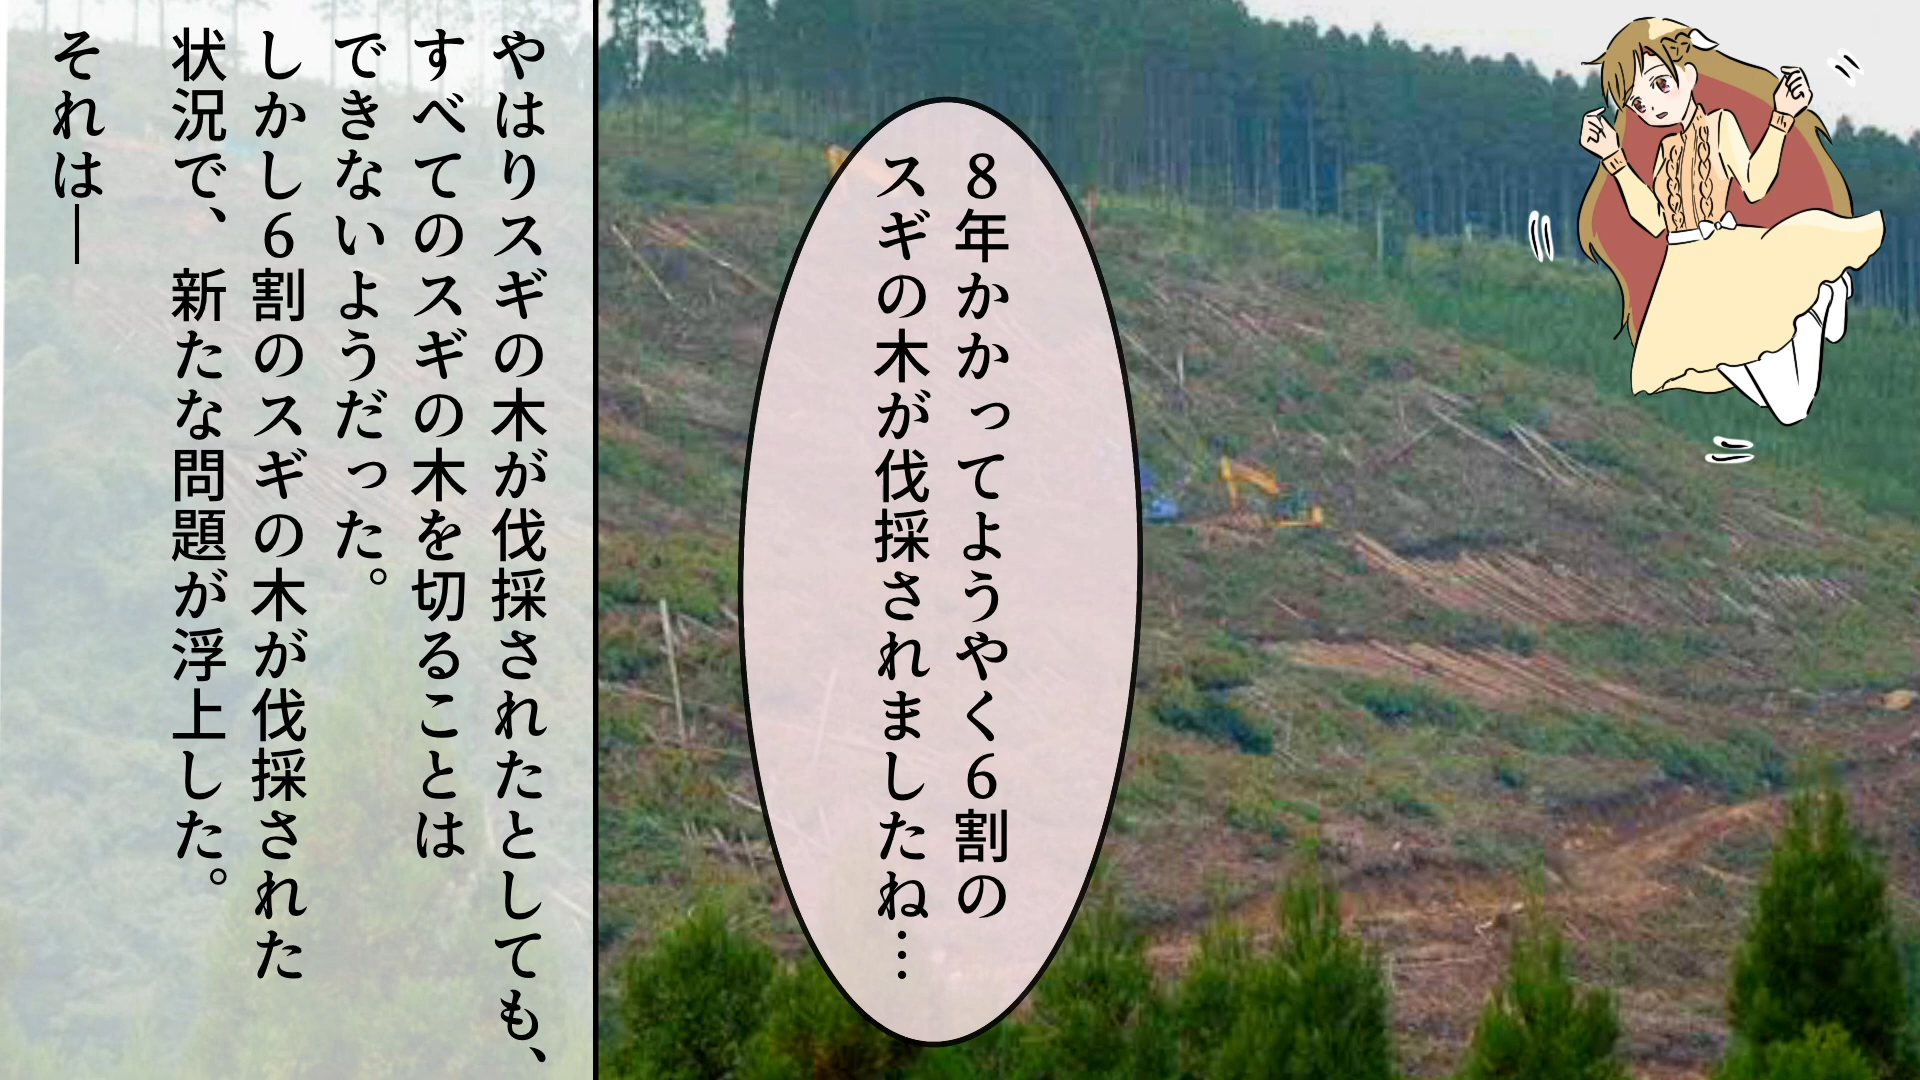 8年かかってようやく6割の
スギの木が伐採されましたね…
やはりスギの木が伐採されたとしても、
すべてのスギの木を切ることは
できないようだった。
しかし6割のスギの木が伐採された
状況で、新たな問題が浮上した。
それは―